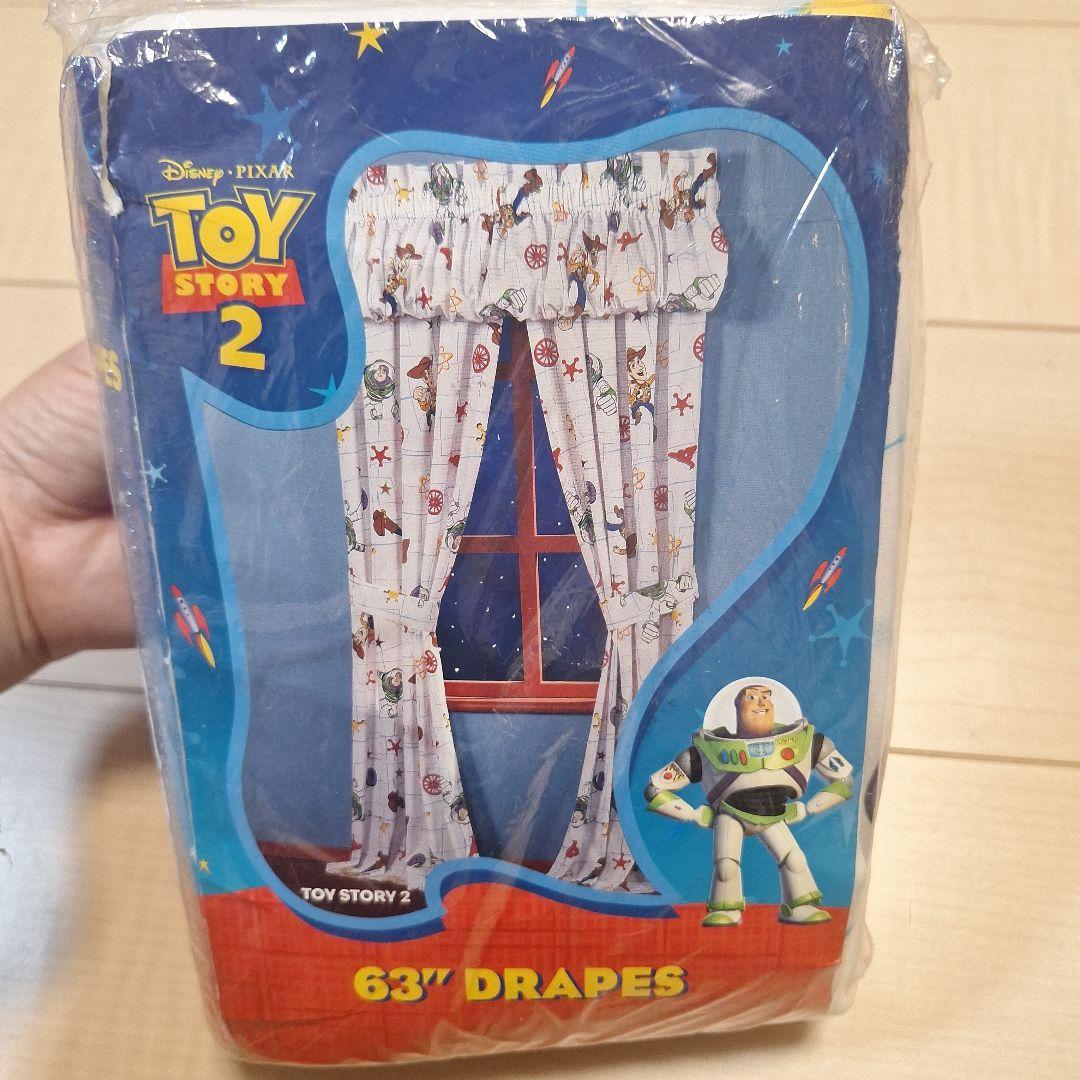 Disney · PIXAR
TOY
STORY
2
TOY STORY 2
63" DRAPES